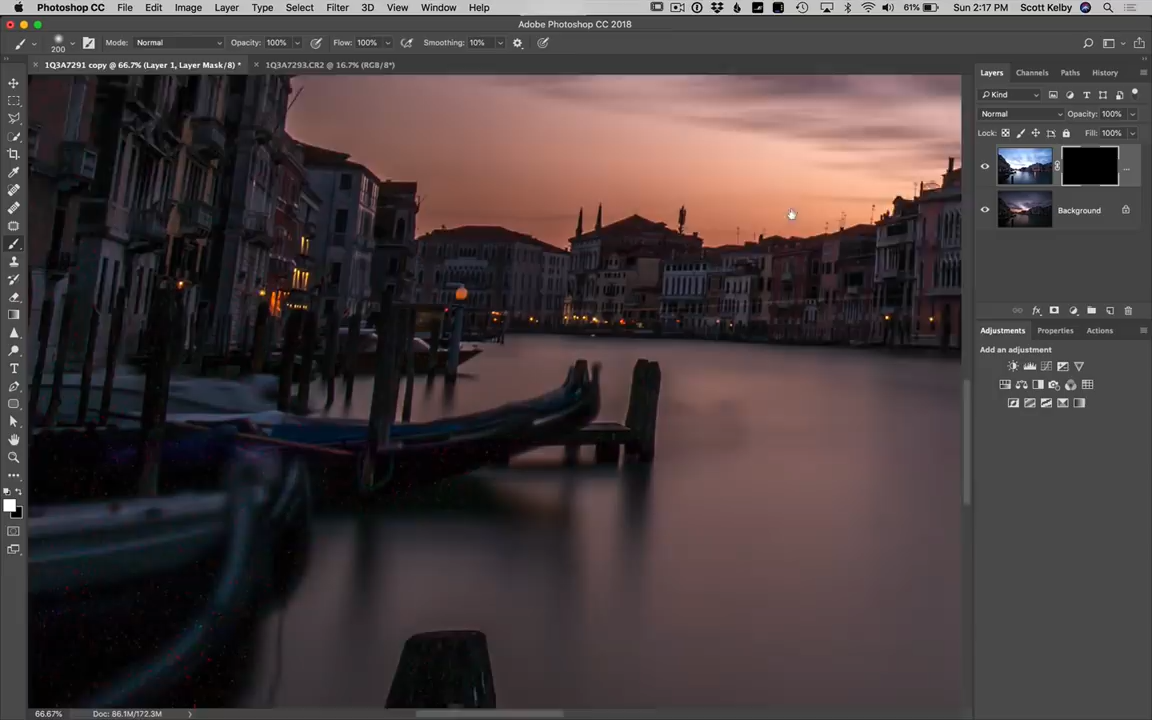 Photoshop CC File Edit Image Layer Type Select Filter 3D View Window Help 61% Sun 2:17 PM Scott Kelby
Adobe Photoshop CC 2018
200 Mode: Normal Opacity: 100% Flow: 100% Smoothing: 10%
1Q3A7291 copy @ 66.7% (Layer 1, Layer Mask/8) * 1Q3A7293.CR2 @ 16.7% (RGB/8*)
Layers Channels Paths History
Kind
Normal Opacity: 100%
Lock: Fill: 100%
...
Background
Adjustments Properties Actions
Add an adjustment
66.67% Doc: 86.1M/172.3M